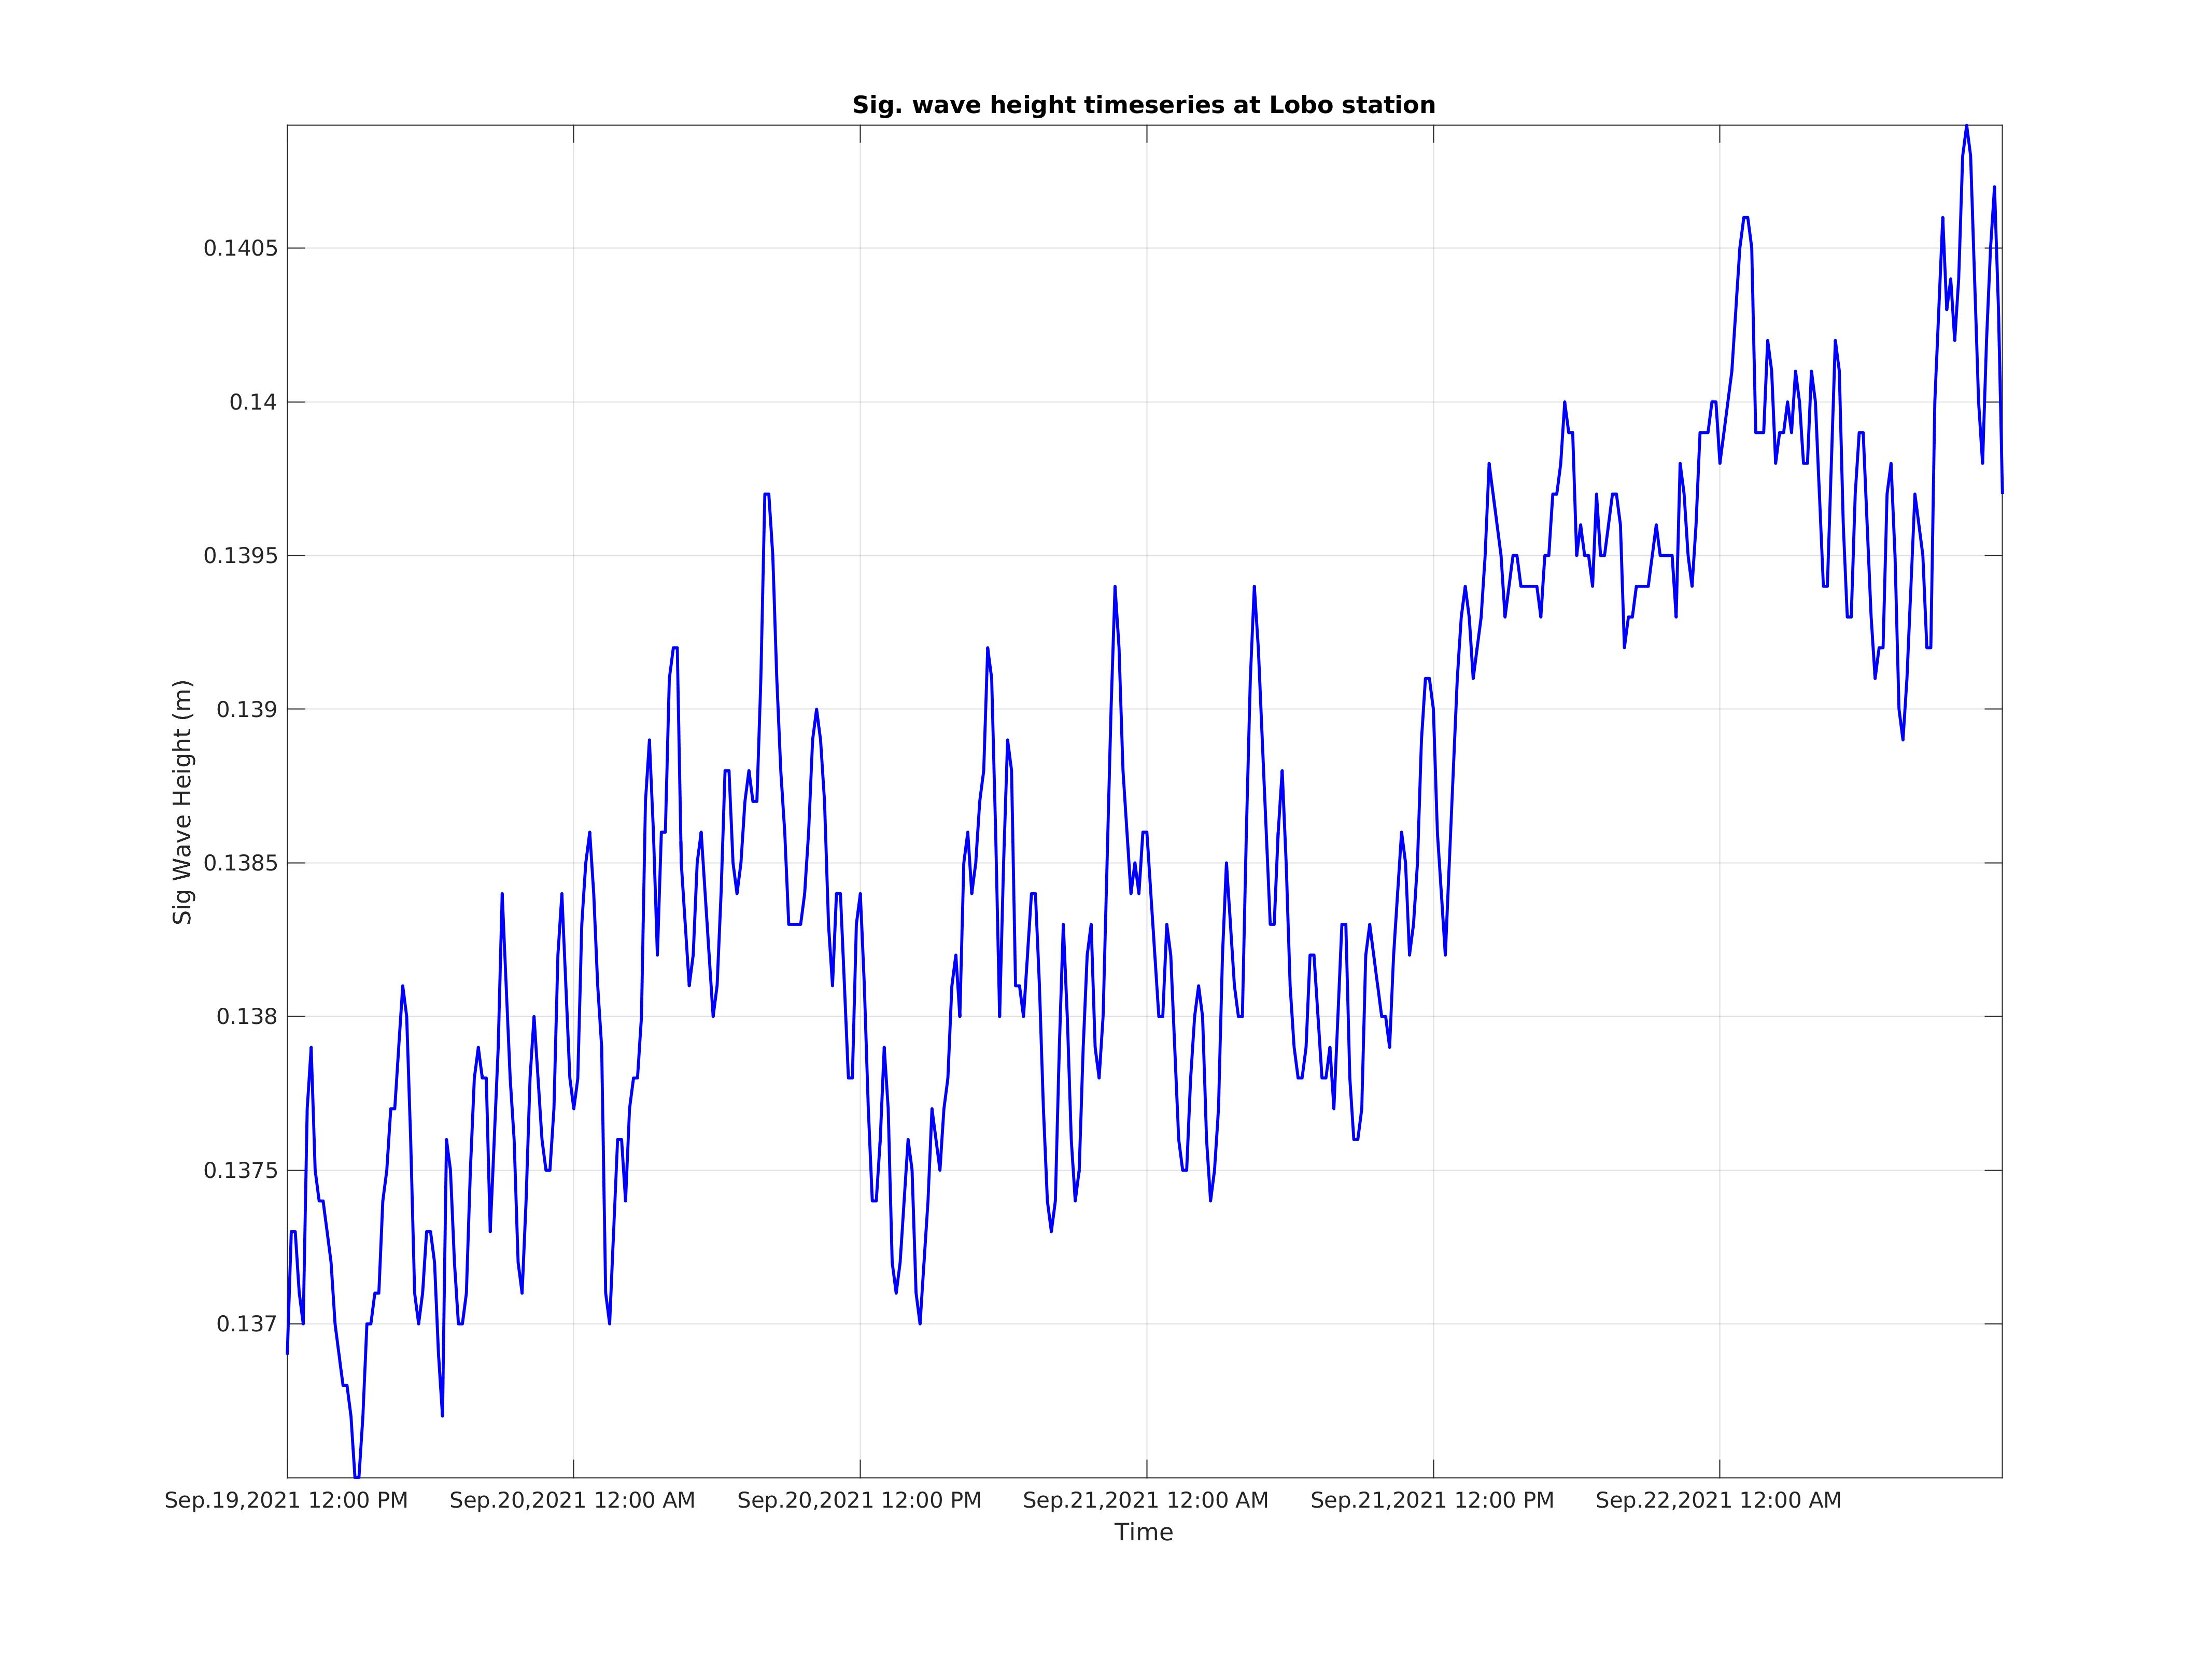 Sig. wave height timeseries at Lobo station
0.1405
0.14
0.1395
0.139
0.1385
0.138
0.1375
0.137
Sig Wave Height (m)
Sep.19,2021 12:00 PM Sep.20,2021 12:00 AM Sep.20,2021 12:00 PM Sep.21,2021 12:00 AM Sep.21,2021 12:00 PM Sep.22,2021 12:00 AM
Time